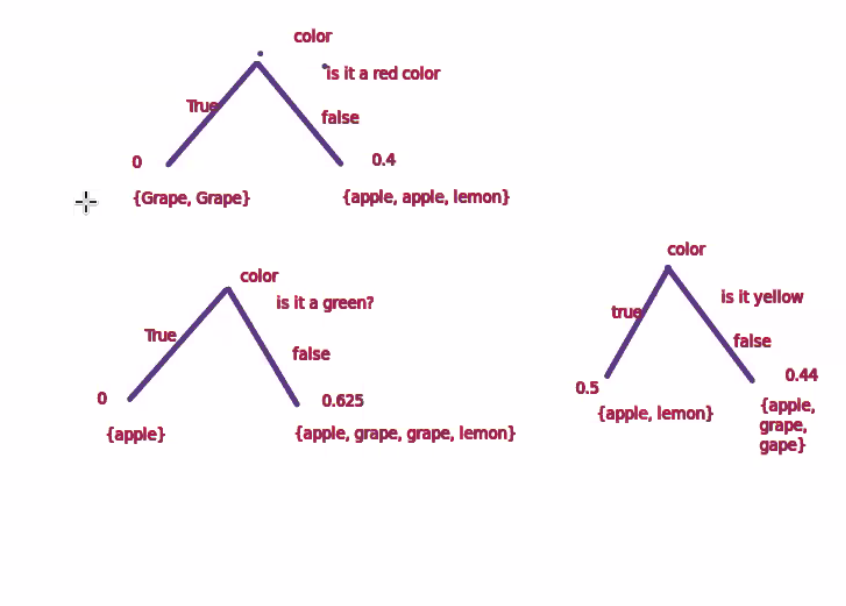 color
is it a red color
True
false
0
0.4
{Grape, Grape}
{apple, apple, lemon}
color
is it a green?
True
false
0
0.625
{apple}
{apple, grape, grape, lemon}
color
is it yellow
true
false
0.5
0.44
{apple, lemon}
{apple,
grape,
gape}